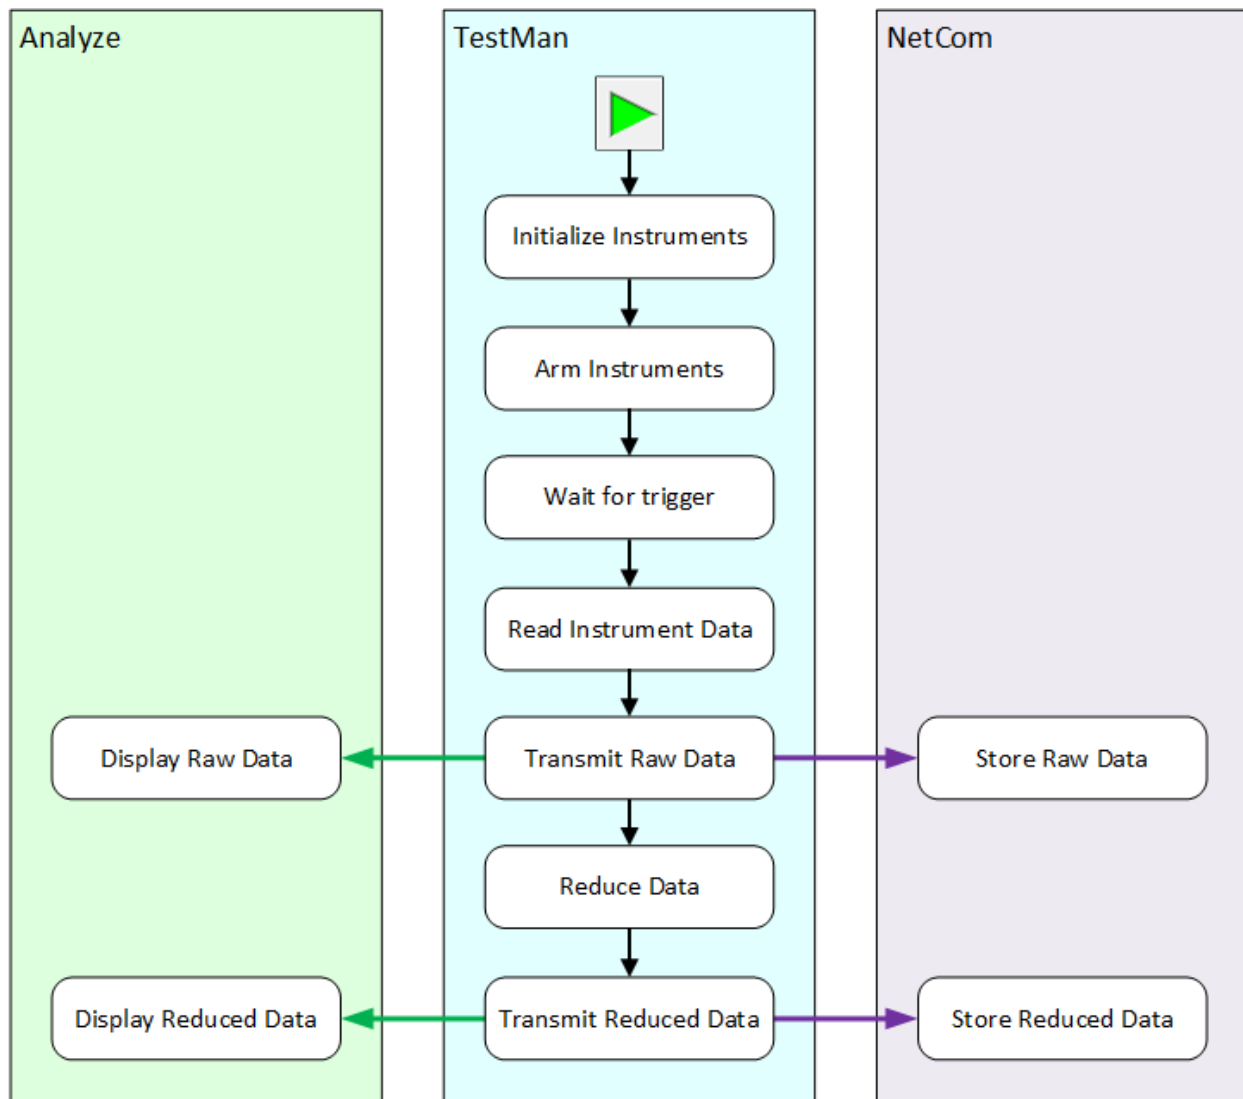 Analyze
TestMan
NetCom
Initialize Instruments
Arm Instruments
Wait for trigger
Read Instrument Data
Display Raw Data
Transmit Raw Data
Store Raw Data
Reduce Data
Display Reduced Data
Transmit Reduced Data
Store Reduced Data